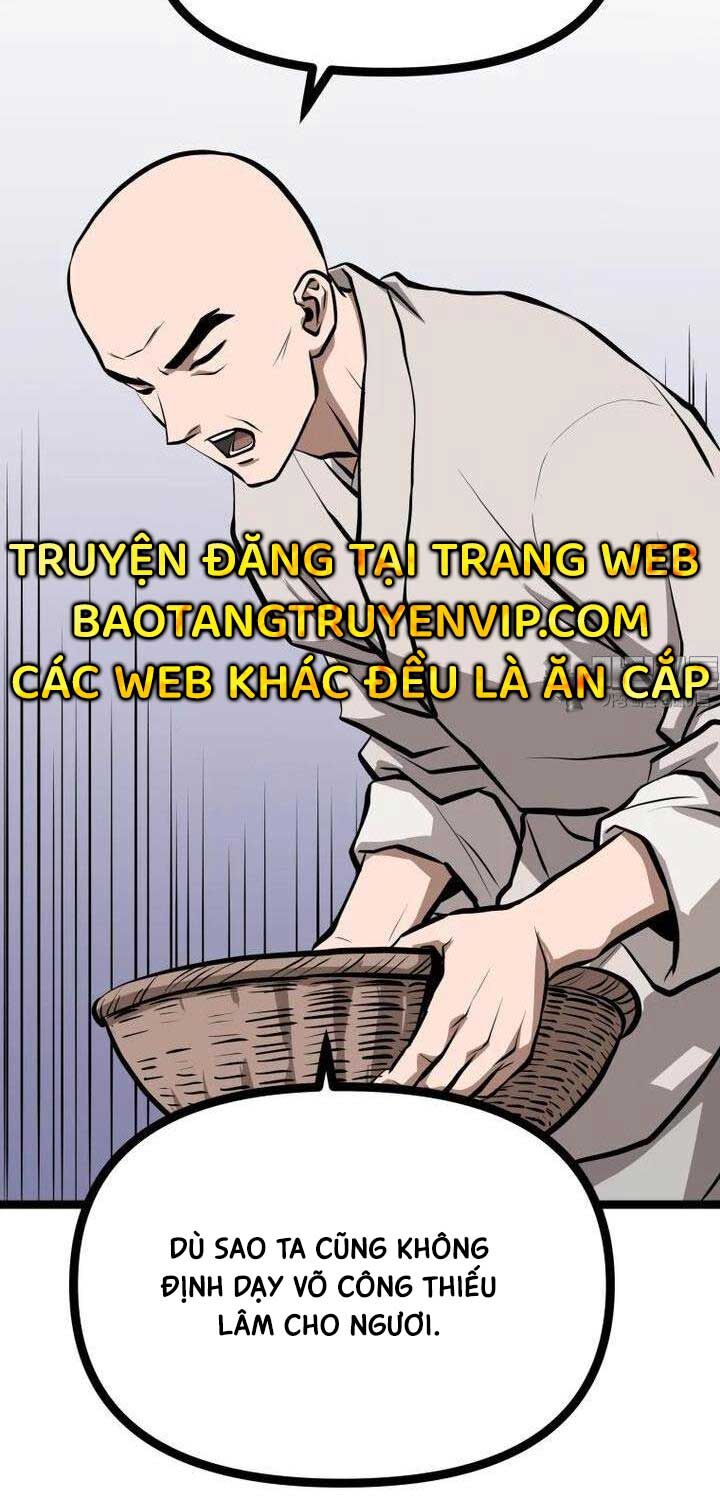 TRUYỆN ĐĂNG TẠI TRANG WEB
BAOTANGTRUYENVIP.COM
CÁC WEB KHÁC ĐỀU LÀ ĂN CẮP
DÙ SAO TA CŨNG KHÔNG
ĐỊNH DẠY VÕ CÔNG THIẾU
LÂM CHO NGƯƠI.